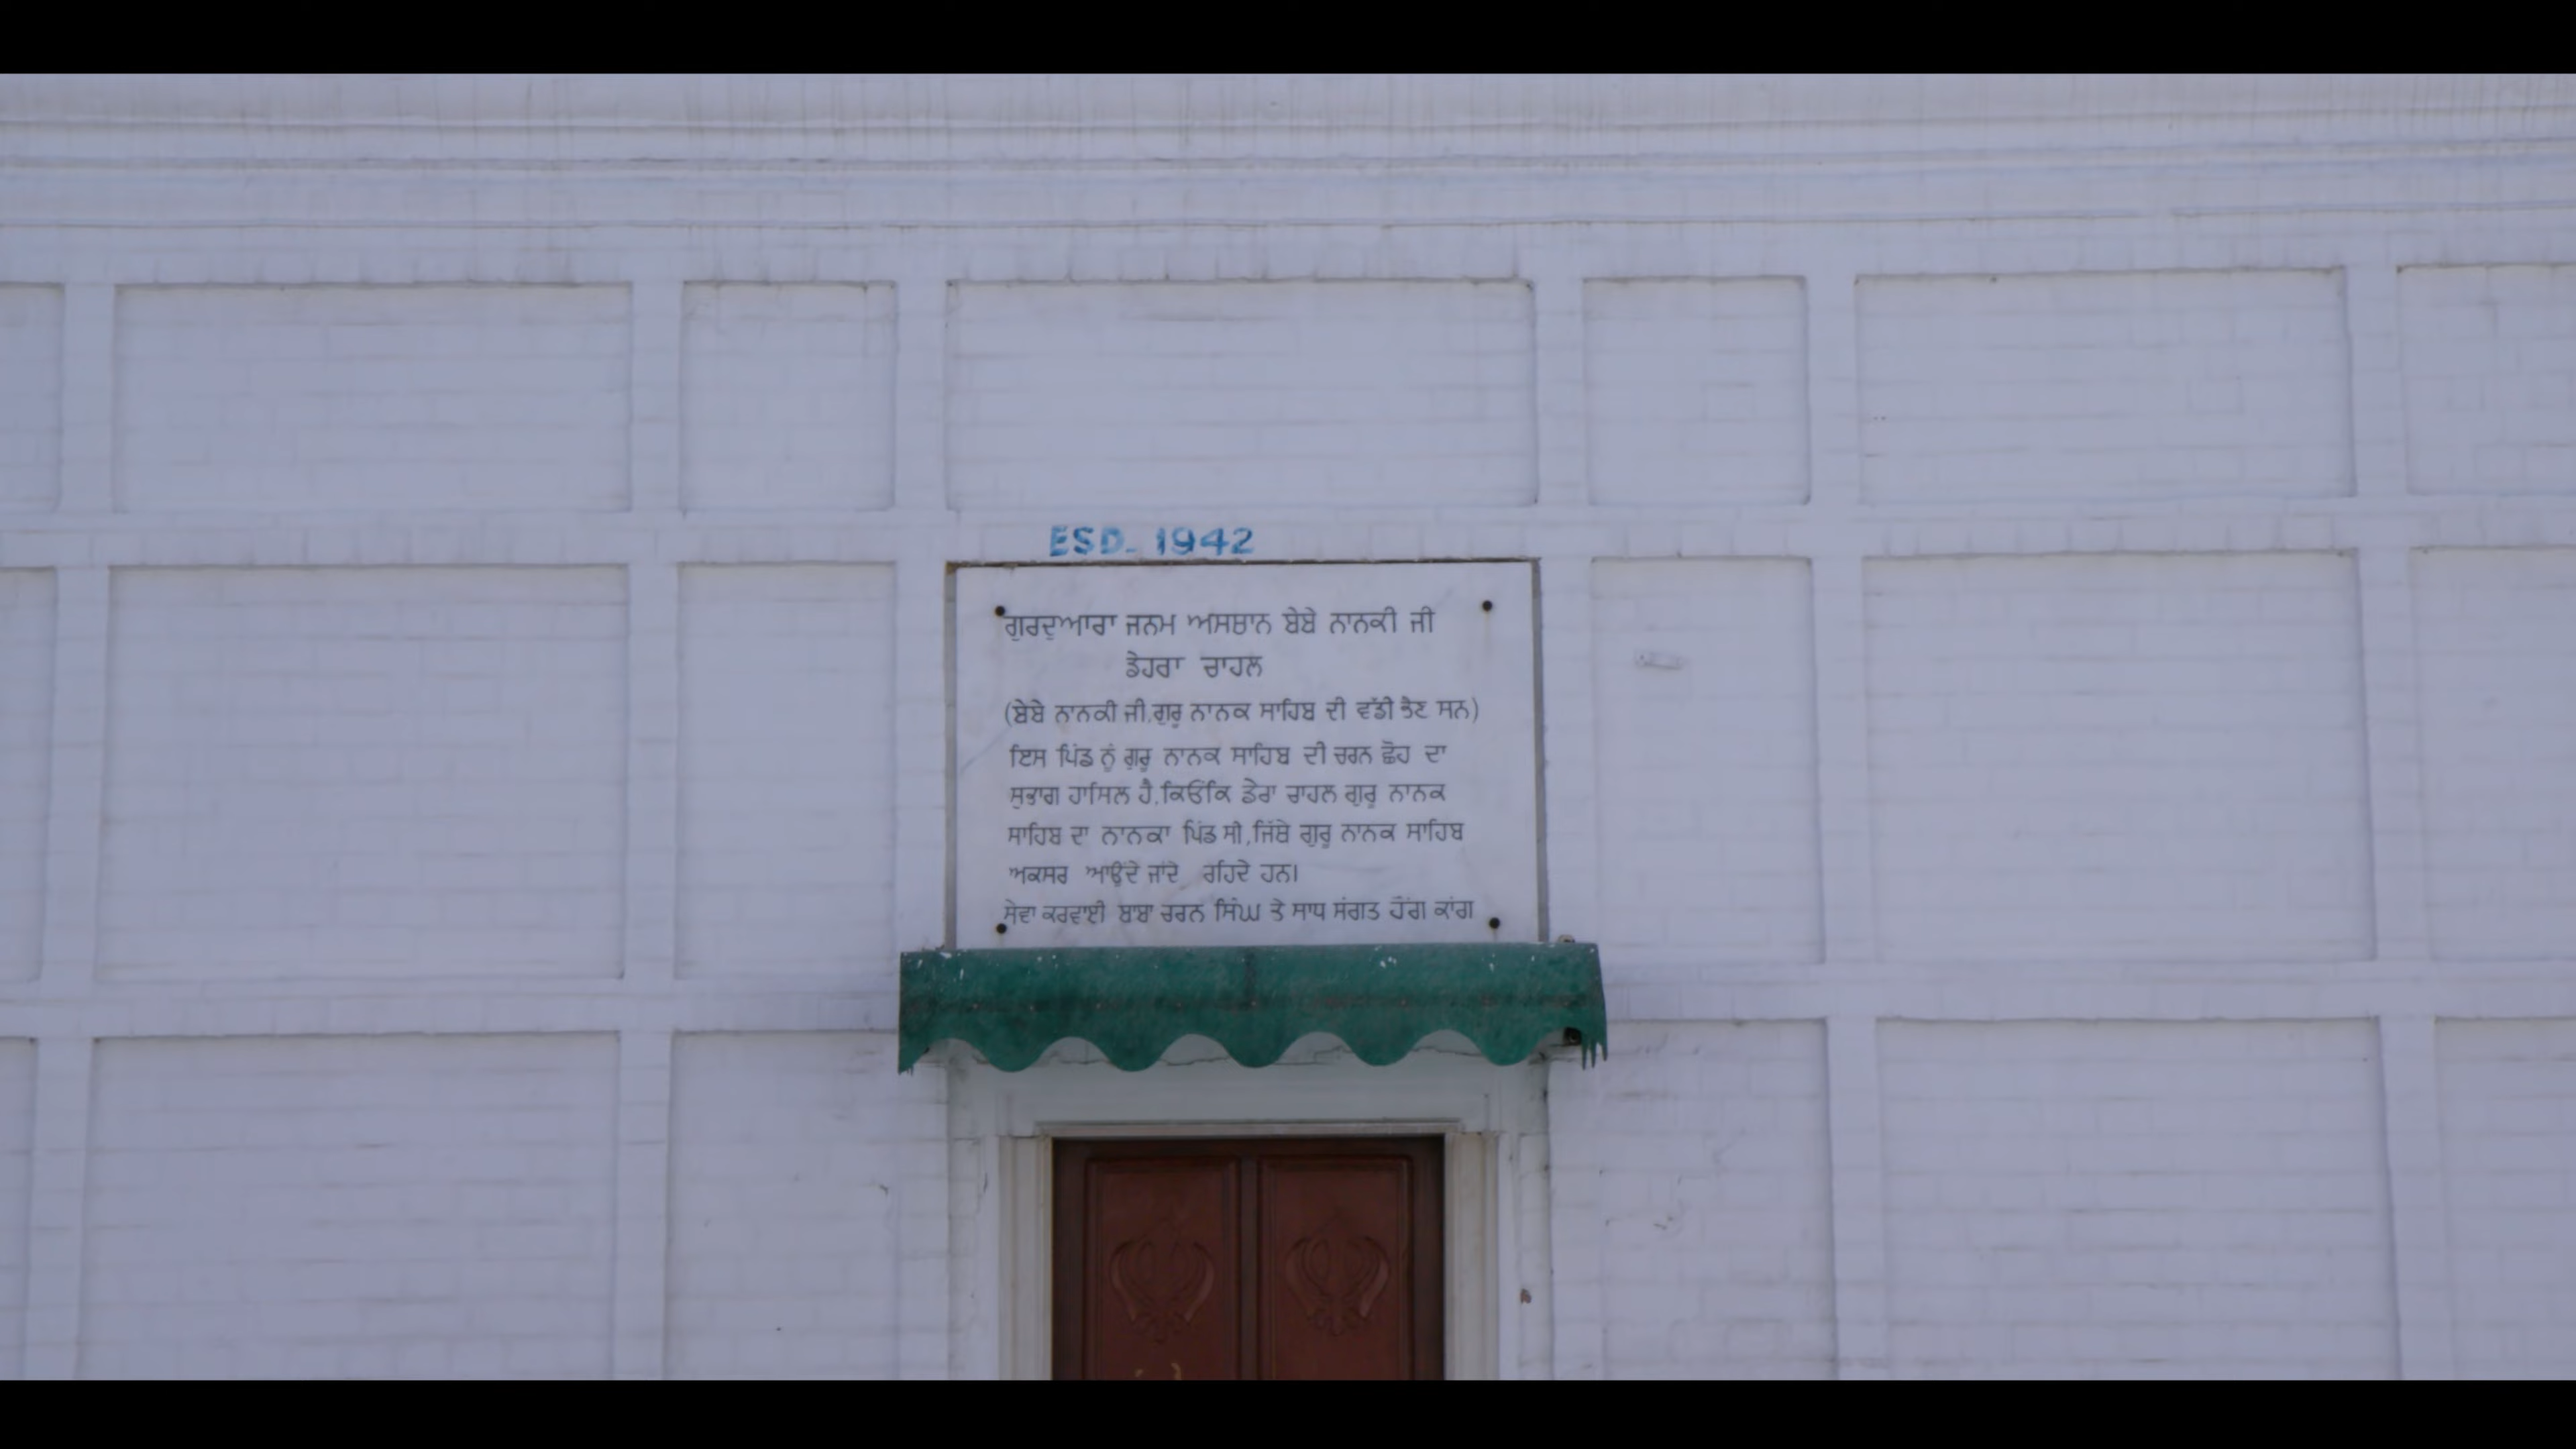 ESD. 1942
ਗੁਰਦੁਆਰਾ ਜਨਮ ਅਸਥਾਨ ਬੇਬੇ ਨਾਨਕੀ ਜੀ
ਡੇਹਰਾ ਚਾਹਲ
(ਬੇਬੇ ਨਾਨਕੀ ਜੀ,ਗੁਰੂ ਨਾਨਕ ਸਾਹਿਬ ਦੀ ਵੱਡੀ ਭੈਣ ਸਨ)
ਇਸ ਪਿੰਡ ਨੂੰ ਗੁਰੂ ਨਾਨਕ ਸਾਹਿਬ ਦੀ ਚਰਨ ਛੋਹ ਦਾ
ਸੁਭਾਗ ਹਾਸਿਲ ਹੈ,ਕਿਓਂਕਿ ਡੇਰਾ ਚਾਹਲ ਗੁਰੂ ਨਾਨਕ
ਸਾਹਿਬ ਦਾ ਨਾਨਕਾ ਪਿੰਡ ਸੀ,ਜਿੱਥੇ ਗੁਰੂ ਨਾਨਕ ਸਾਹਿਬ
ਅਕਸਰ ਆਉਂਦੇ ਜਾਂਦੇ ਰਹਿਦੇ ਹਨ।
ਸੇਵਾ ਕਰਵਾਈ ਬਾਬਾ ਚਰਨ ਸਿੰਘ ਤੇ ਸਾਧ ਸੰਗਤ ਹੌਂਗ ਕਾਂਗ